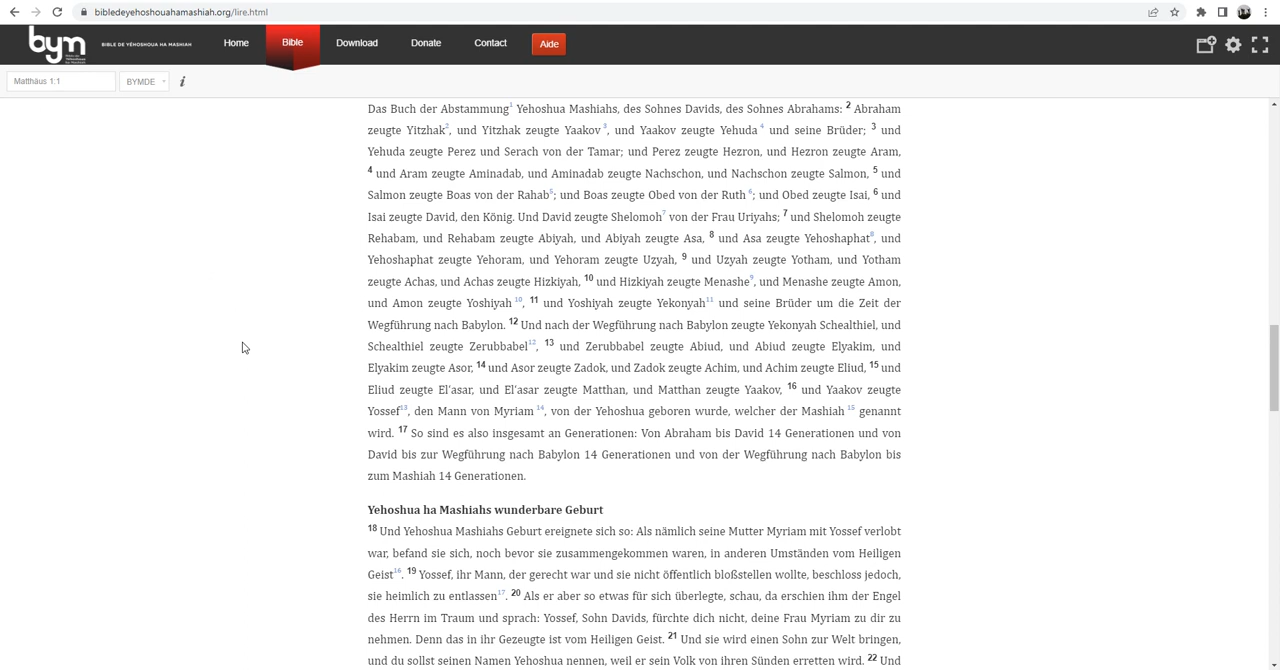 bibledeyehoshouahamashiah.org/lire.html
bym
BIBLE DE YÉHOSHOUA HA MASHIAH
Home
Bible
Download
Donate
Contact
Aide
Matthäus 1:1
BYMDE
i
Das Buch der Abstammung1 Yehoshua Mashiahs, des Sohnes Davids, des Sohnes Abrahams: 2 Abraham
zeugte Yitzhak2, und Yitzhak zeugte Yaakov 3, und Yaakov zeugte Yehuda 4 und seine Brüder; 3 und
Yehuda zeugte Perez und Serach von der Tamar; und Perez zeugte Hezron, und Hezron zeugte Aram,
4 und Aram zeugte Aminadab, und Aminadab zeugte Nachschon, und Nachschon zeugte Salmon, 5 und
Salmon zeugte Boas von der Rahab5; und Boas zeugte Obed von der Ruth 6; und Obed zeugte Isai, 6 und
Isai zeugte David, den König. Und David zeugte Shelomoh7 von der Frau Uriyahs; 7 und Shelomoh zeugte
Rehabam, und Rehabam zeugte Abiyah, und Abiyah zeugte Asa, 8 und Asa zeugte Yehoshaphat8, und
Yehoshaphat zeugte Yehoram, und Yehoram zeugte Uzyah, 9 und Uzyah zeugte Yotham, und Yotham
zeugte Achas, und Achas zeugte Hizkiyah, 10 und Hizkiyah zeugte Menashe9, und Menashe zeugte Amon,
und Amon zeugte Yoshiyah 10, 11 und Yoshiyah zeugte Yekonyah11 und seine Brüder um die Zeit der
Wegführung nach Babylon. 12 Und nach der Wegführung nach Babylon zeugte Yekonyah Schealthiel, und
Schealthiel zeugte Zerubbabel12, 13 und Zerubbabel zeugte Abiud, und Abiud zeugte Elyakim, und
Elyakim zeugte Asor, 14 und Asor zeugte Zadok, und Zadok zeugte Achim, und Achim zeugte Eliud, 15 und
Eliud zeugte El'asar, und El'asar zeugte Matthan, und Matthan zeugte Yaakov, 16 und Yaakov zeugte
Yossef13, den Mann von Myriam 14, von der Yehoshua geboren wurde, welcher der Mashiah 15 genannt
wird. 17 So sind es also insgesamt an Generationen: Von Abraham bis David 14 Generationen und von
David bis zur Wegführung nach Babylon 14 Generationen und von der Wegführung nach Babylon bis
zum Mashiah 14 Generationen.
Yehoshua ha Mashiahs wunderbare Geburt
18 Und Yehoshua Mashiahs Geburt ereignete sich so: Als nämlich seine Mutter Myriam mit Yossef verlobt
war, befand sie sich, noch bevor sie zusammengekommen waren, in anderen Umständen vom Heiligen
Geist16. 19 Yossef, ihr Mann, der gerecht war und sie nicht öffentlich bloßstellen wollte, beschloss jedoch,
sie heimlich zu entlassen17. 20 Als er aber so etwas für sich überlegte, schau, da erschien ihm der Engel
des Herrn im Traum und sprach: Yossef, Sohn Davids, fürchte dich nicht, deine Frau Myriam zu dir zu
nehmen. Denn das in ihr Gezeugte ist vom Heiligen Geist. 21 Und sie wird einen Sohn zur Welt bringen,
und du sollst seinen Namen Yehoshua nennen, weil er sein Volk von ihren Sünden erretten wird. 22 Und